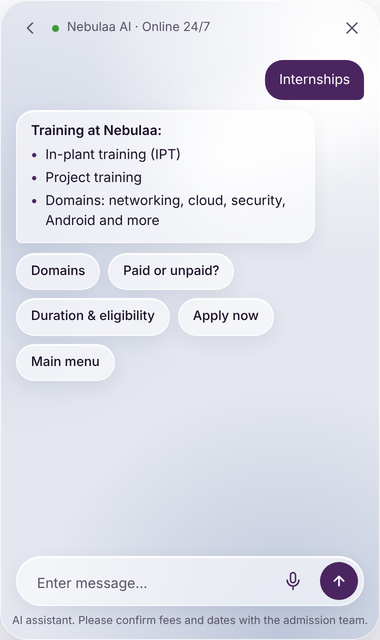 Nebulaa AI · Online 24/7
Internships
Training at Nebulaa:
• In-plant training (IPT)
• Project training
• Domains: networking, cloud, security,
Android and more
Domains
Paid or unpaid?
Duration & eligibility
Apply now
Main menu
Enter message...
AI assistant. Please confirm fees and dates with the admission team.